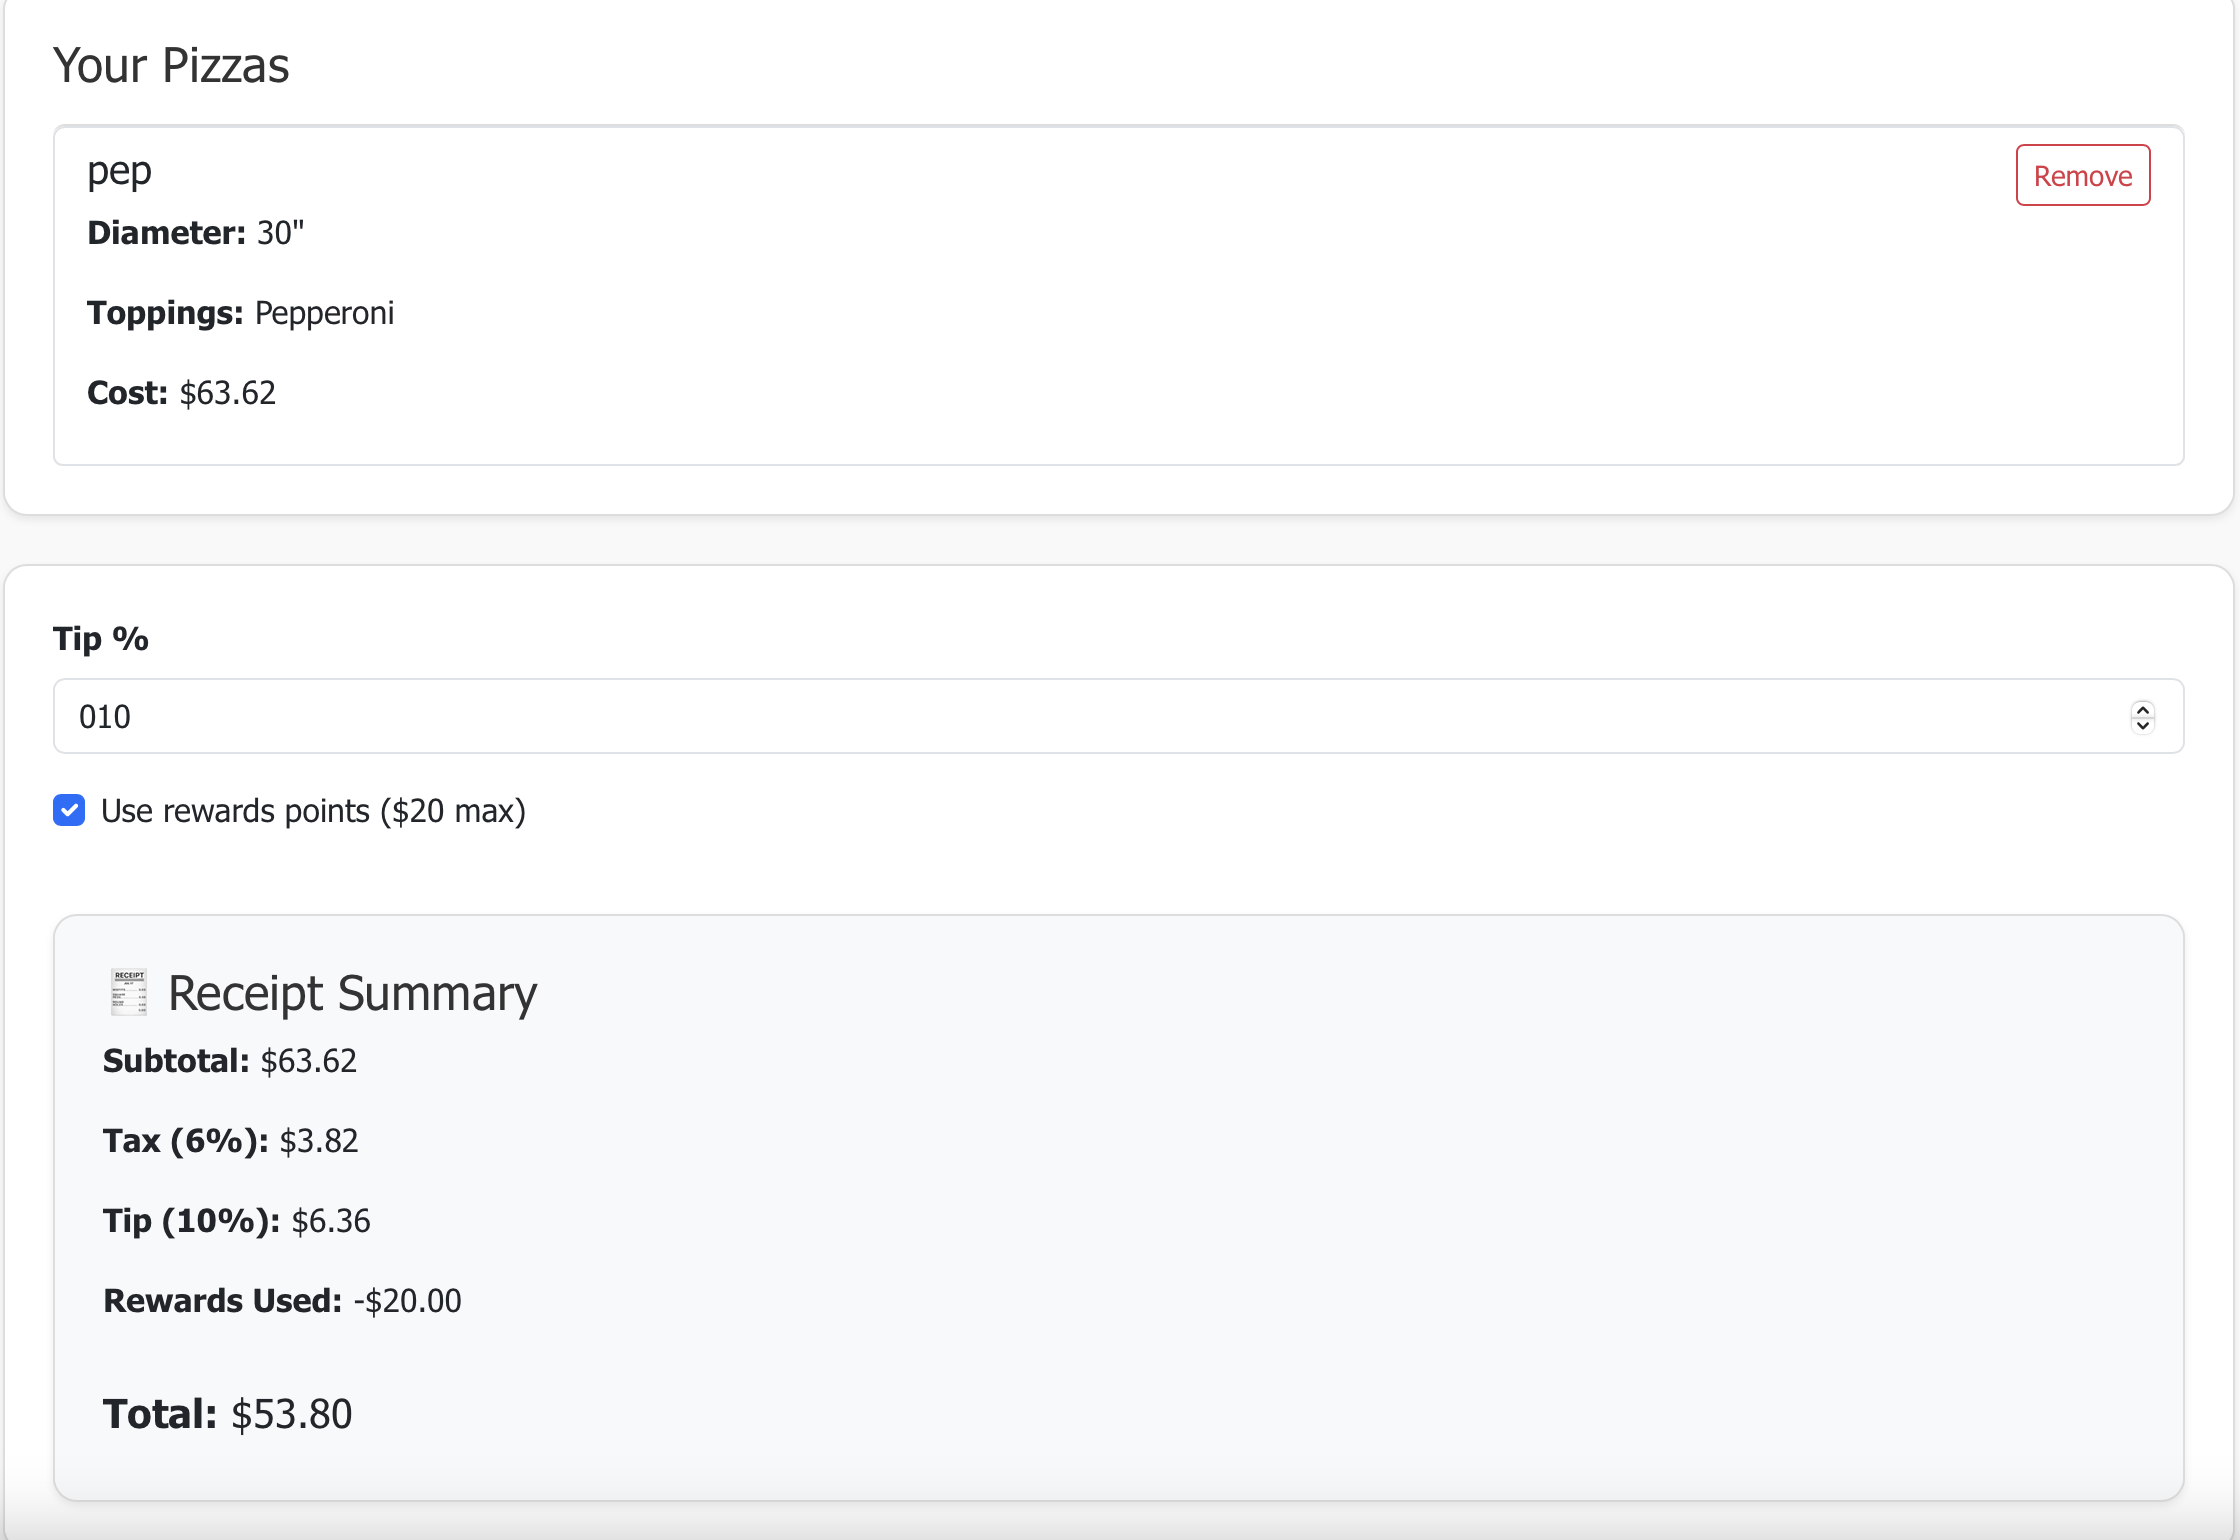 Your Pizzas
pep
Remove
Diameter: 30"
Toppings: Pepperoni
Cost: $63.62
Tip %
010
Use rewards points ($20 max)
RECEIPT
Receipt Summary
Subtotal: $63.62
Tax (6%): $3.82
Tip (10%): $6.36
Rewards Used: -$20.00
Total: $53.80